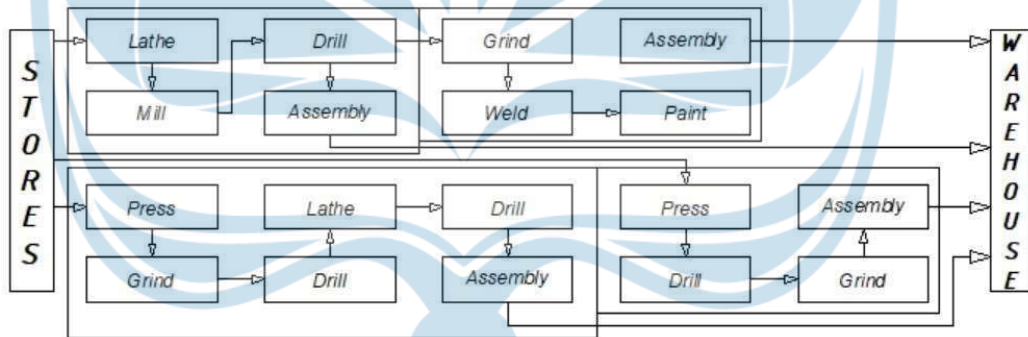 STORES
Lathe Drill Grind Assembly
Mill Assembly Weld Paint
Press Lathe Drill Press Assembly
Grind Drill Assembly Drill Grind
WAREHOUSE